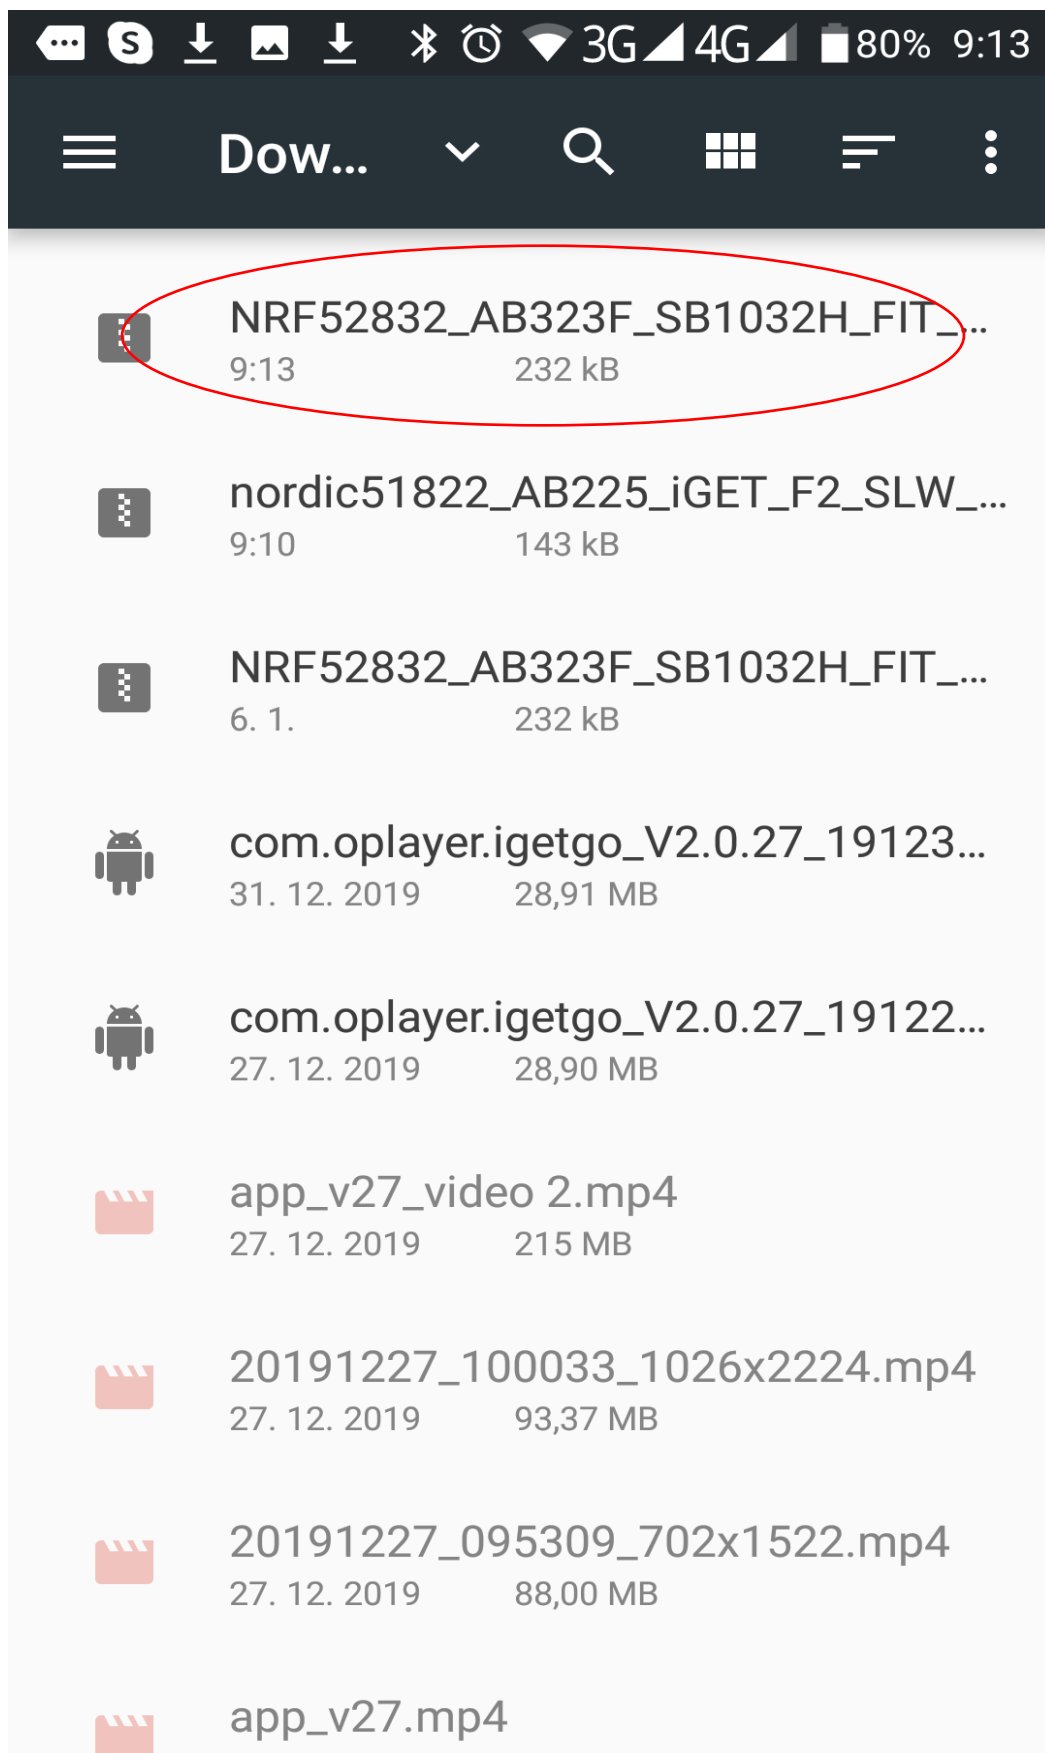 3G 4G 80% 9:13
Dow...
NRF52832_AB323F_SB1032H_FIT_...
9:13 232 kB
nordic51822_AB225_iGET_F2_SLW_...
9:10 143 kB
NRF52832_AB323F_SB1032H_FIT_...
6. 1. 232 kB
com.oplayer.igetgo_V2.0.27_19123...
31. 12. 2019 28,91 MB
com.oplayer.igetgo_V2.0.27_19122...
27. 12. 2019 28,90 MB
app_v27_video 2.mp4
27. 12. 2019 215 MB
20191227_100033_1026x2224.mp4
27. 12. 2019 93,37 MB
20191227_095309_702x1522.mp4
27. 12. 2019 88,00 MB
app_v27.mp4